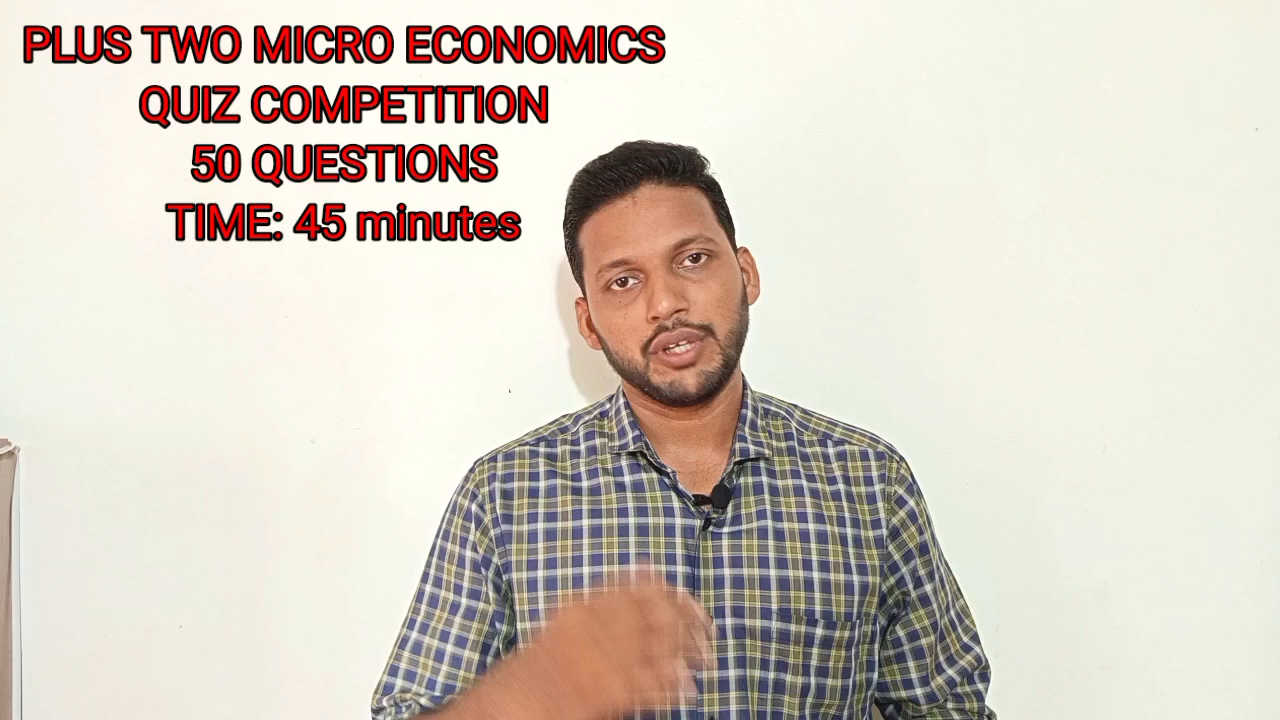 PLUS TWO MICRO ECONOMICS
QUIZ COMPETITION
50 QUESTIONS
TIME: 45 minutes